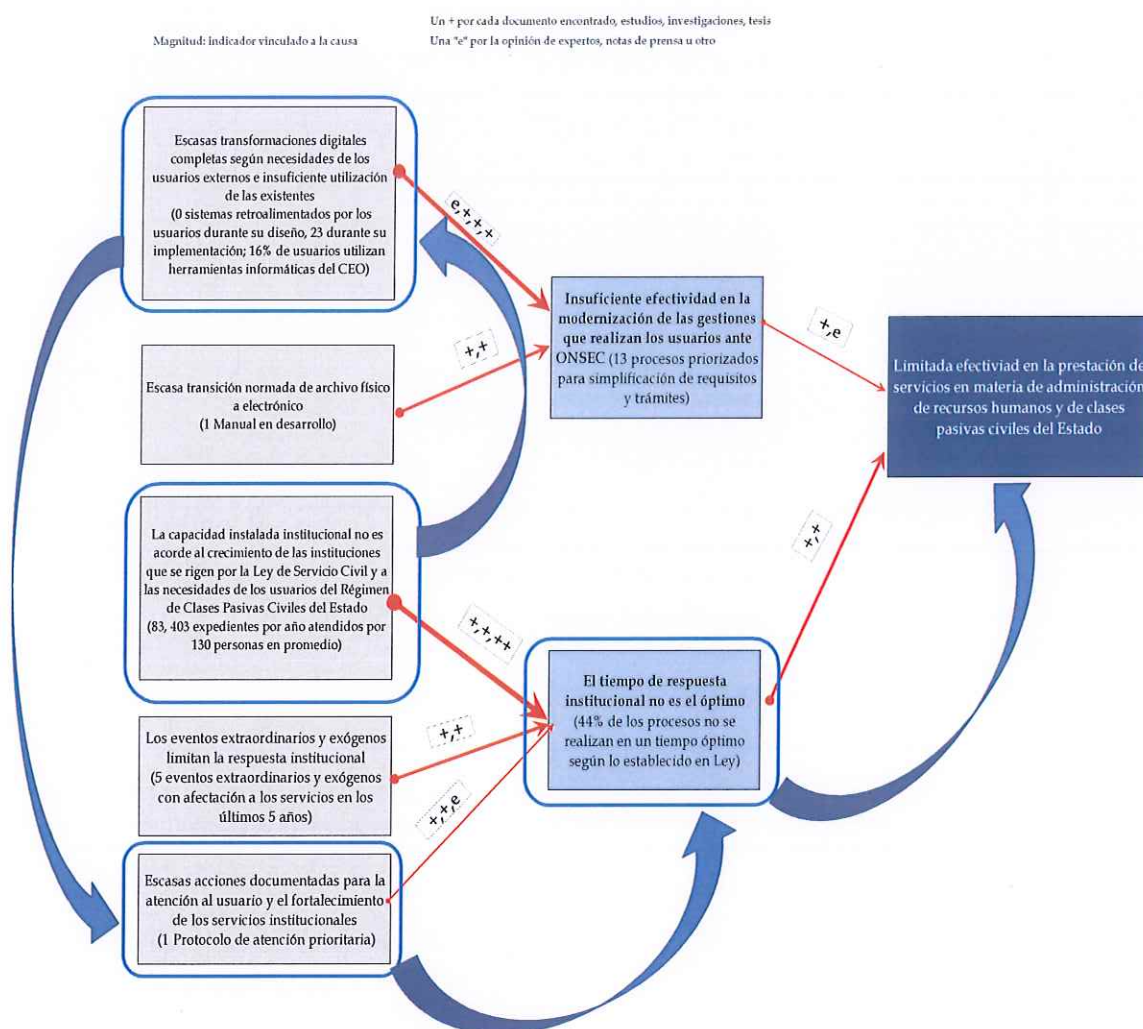 Un + por cada documento encontrado, estudios, investigaciones, tesis
Magnitud: indicador vinculado a la causa
Una "e" por la opinión de expertos, notas de prensa u otro
Escasas transformaciones digitales
completas según necesidades de los
usuarios externos e insuficiente utilización
de las existentes
(0 sistemas retroalimentados por los
usuarios durante su diseño, 23 durante su
implementación; 16% de usuarios utilizan
herramientas informáticas del CEO)
e,+,+,+
Insuficiente efectividad en la
modernización de las gestiones
que realizan los usuarios ante
ONSEC (13 procesos priorizados
para simplificación de requisitos
y trámites)
+,e
Limitada efectiviad en la prestación de
servicios en materia de administración
de recursos humanos y de clases
pasivas civiles del Estado
+,+
Escasa transición normada de archivo físico
a electrónico
(1 Manual en desarrollo)
La capacidad instalada institucional no es
acorde al crecimiento de las instituciones
que se rigen por la Ley de Servicio Civil y a
las necesidades de los usuarios del Régimen
de Clases Pasivas Civiles del Estado
(83, 403 expedientes por año atendidos por
130 personas en promedio)
+,+
+,+,++
El tiempo de respuesta
institucional no es el óptimo
(44% de los procesos no se
realizan en un tiempo óptimo
según lo establecido en Ley)
Los eventos extraordinarios y exógenos
limitan la respuesta institucional
(5 eventos extraordinarios y exógenos
con afectación a los servicios en los
últimos 5 años)
+,+
+,+,e
Escasas acciones documentadas para la
atención al usuario y el fortalecimiento
de los servicios institucionales
(1 Protocolo de atención prioritaria)